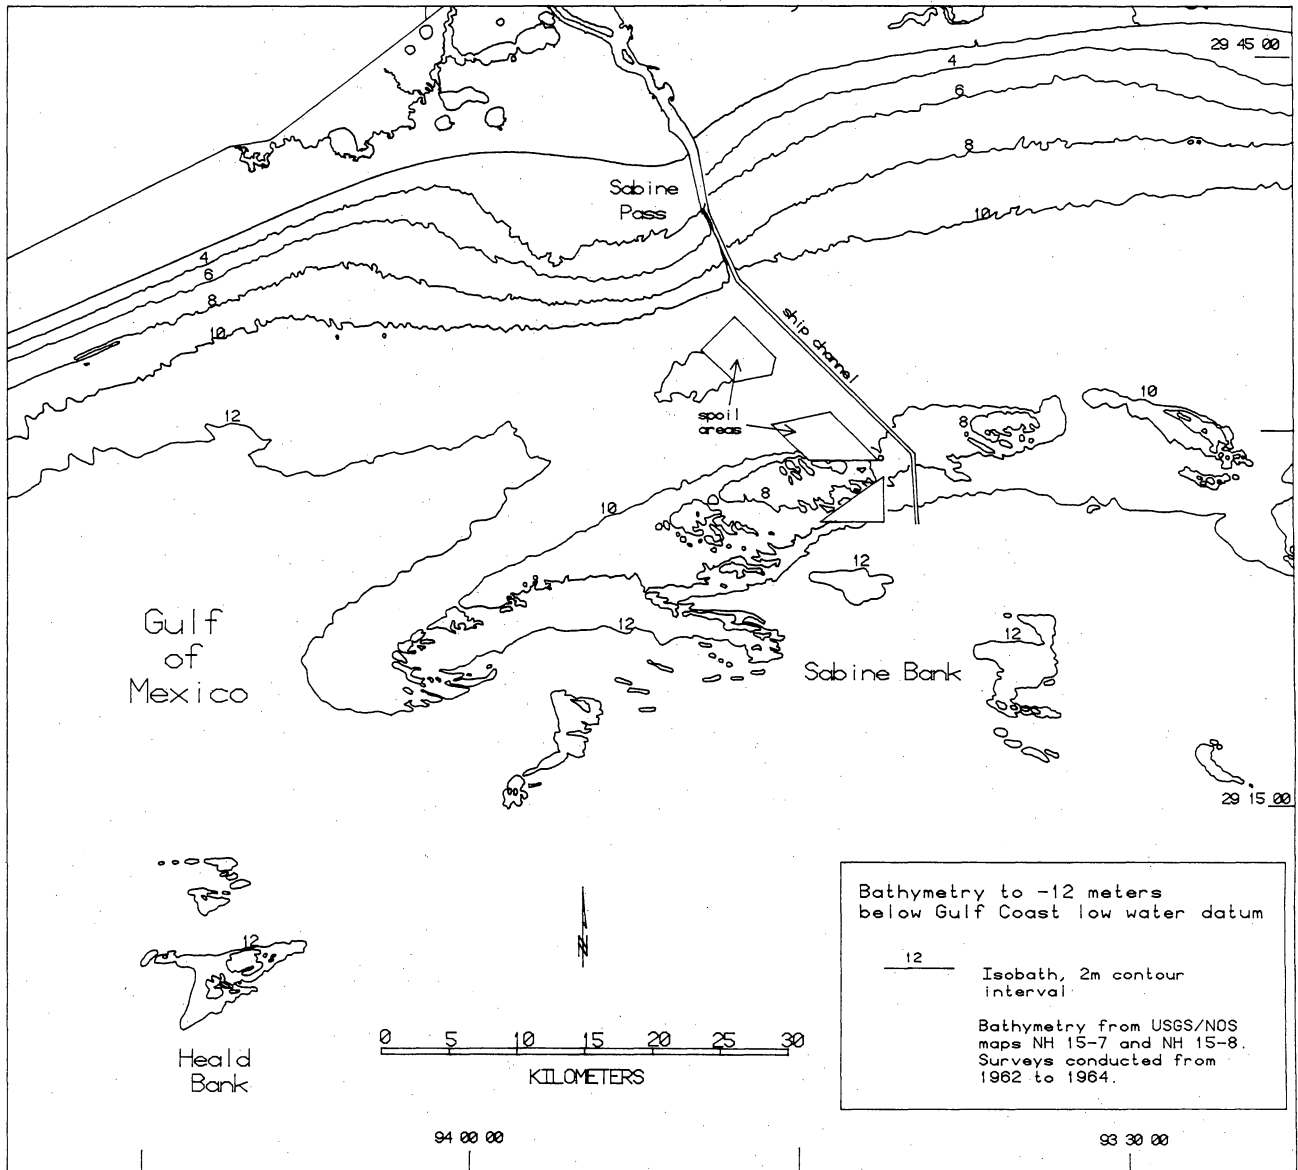 29 45 00
4
6
8
10
Sabine
Pass
4
6
8
10
ship channel
spoil
areas
12
10
8
8
10
12
12
12
Gulf
of
Mexico
Sabine Bank
29 15 00
12
Heald
Bank
N
0 5 10 15 20 25 30
KILOMETERS
Bathymetry to -12 meters
below Gulf Coast low water datum
12
Isobath, 2m contour
interval
Bathymetry from USGS/NOS
maps NH 15-7 and NH 15-8.
Surveys conducted from
1962 to 1964.
94 00 00
93 30 00